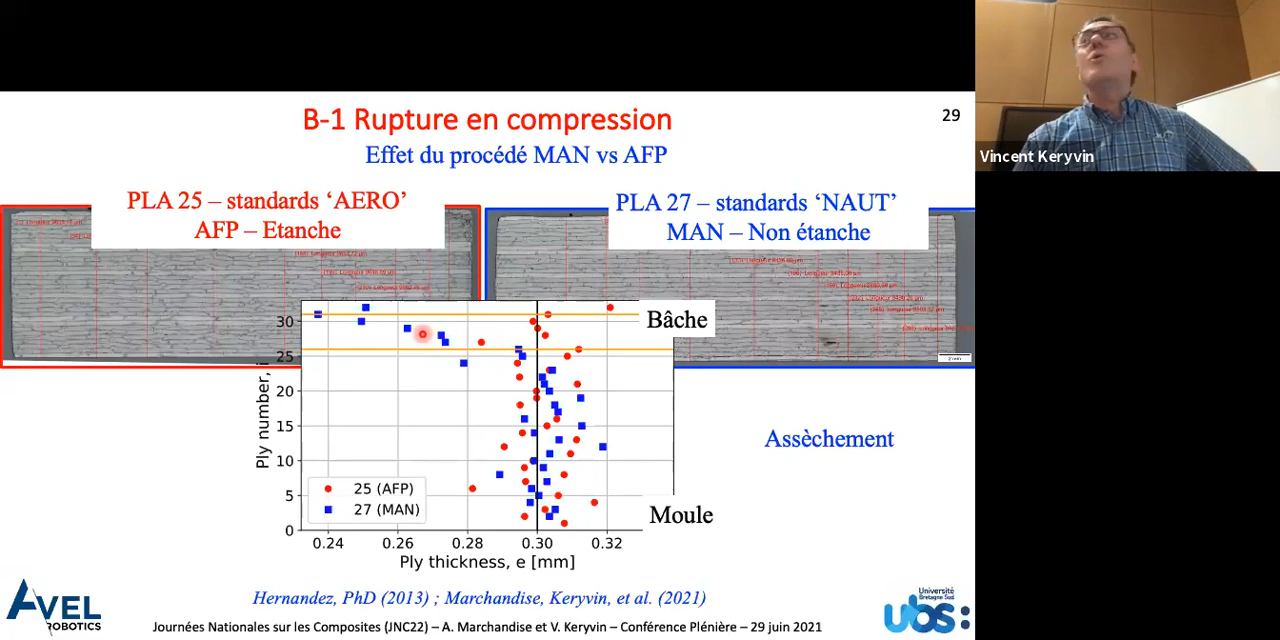 B-1 Rupture en compression
29
Effet du procédé MAN vs AFP
Vincent Keryvin
PLA 25 – standards ‘AERO’
AFP – Etanche
PLA 27 – standards ‘NAUT’
MAN – Non étanche
Bâche
30
25
20
15
10
5
0
Ply number,
Assèchement
25 (AFP)
27 (MAN)
Moule
0.24 0.26 0.28 0.30 0.32
Ply thickness, e [mm]
Hernandez, PhD (2013) ; Marchandise, Keryvin, et al. (2021)
AVEL
ROBOTICS
Journées Nationales sur les Composites (JNC22) – A. Marchandise et V. Keryvin – Conférence Plénière – 29 juin 2021
Université
Bretagne Sud
ubs: